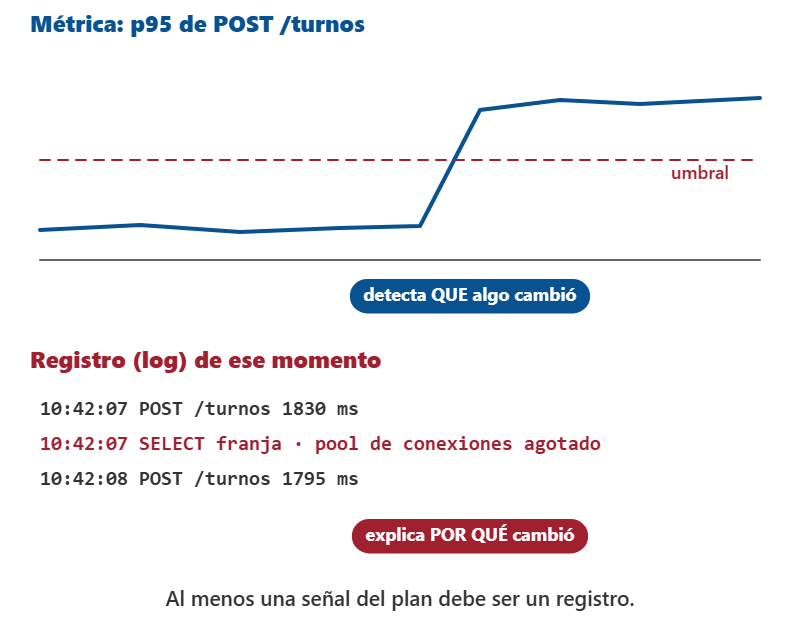 Métrica: p95 de POST /turnos
umbral
detecta QUE algo cambió
Registro (log) de ese momento
10:42:07 POST /turnos 1830 ms
10:42:07 SELECT franja · pool de conexiones agotado
10:42:08 POST /turnos 1795 ms
explica POR QUÉ cambió
Al menos una señal del plan debe ser un registro.